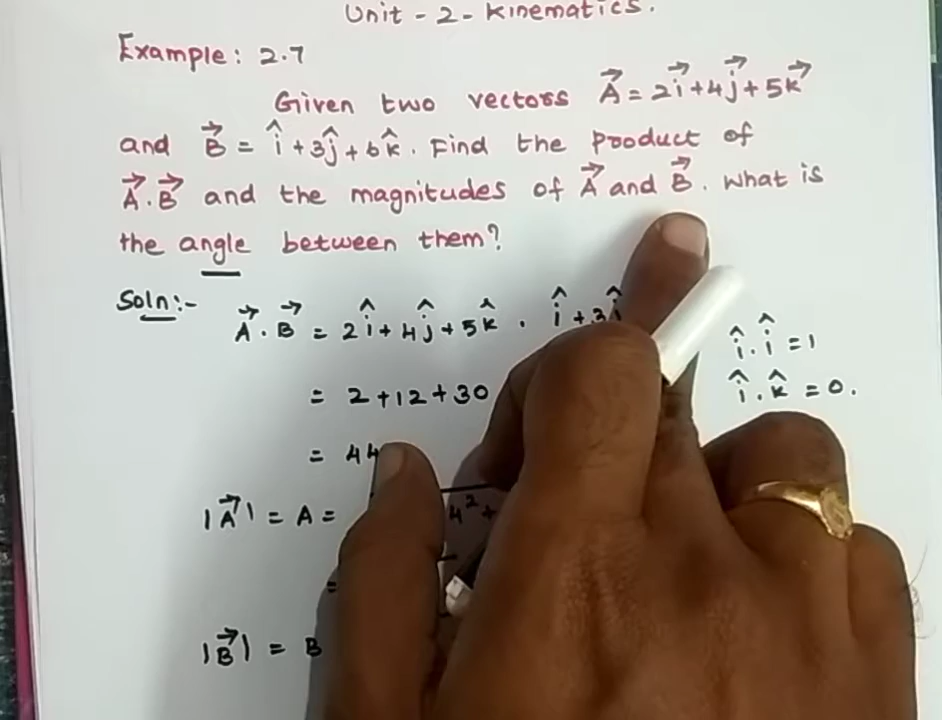 Unit - 2 - Kinematics.
Example: 2.7
Given two vectors A⃗ = 2i⃗ + 4j⃗ + 5k⃗
and B⃗ = î + 3ĵ + 6k̂. Find the product of
A⃗.B⃗ and the magnitudes of A⃗ and B⃗. What is
the angle between them?
Soln:-
A⃗.B⃗ = 2î + 4ĵ + 5k̂ . î + 3ĵ
î.î = 1
= 2+12+30
î.k̂ = 0.
= 44
|A⃗| = A = 4² +
=
|B⃗| = B